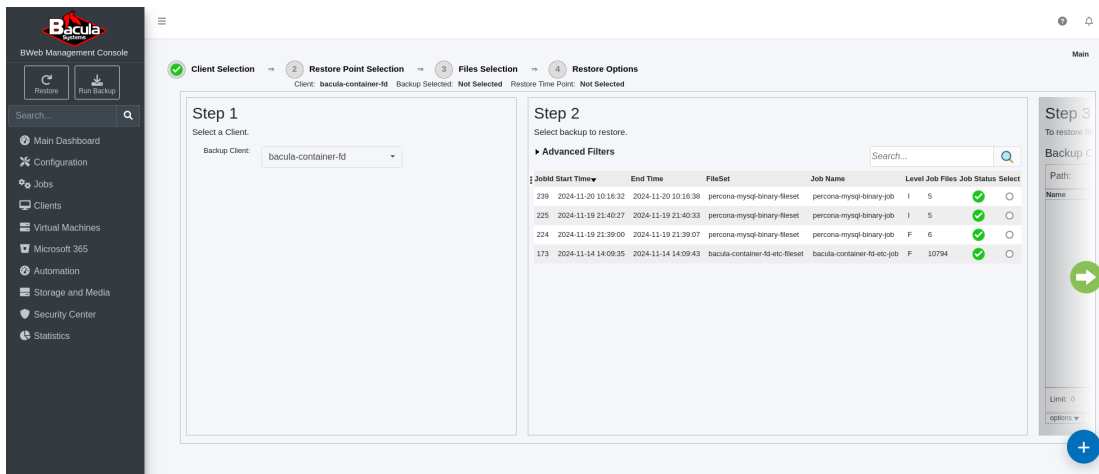 Bacula
Systems
BWeb Management Console
Restore
Run Backup
Search...
Main Dashboard
Configuration
Jobs
Clients
Virtual Machines
Microsoft 365
Automation
Storage and Media
Security Center
Statistics
Main
Client Selection → 2 Restore Point Selection → 3 Files Selection → 4 Restore Options
Client: bacula-container-fd Backup Selected: Not Selected Restore Time Point: Not Selected
Step 1
Select a Client.
Backup Client: bacula-container-fd
Step 2
Select backup to restore.
Advanced Filters
Search...
JobId Start Time End Time FileSet Job Name Level Job Files Job Status Select
239 2024-11-20 10:16:32 2024-11-20 10:16:38 percona-mysql-binary-fileset percona-mysql-binary-job I 5
225 2024-11-19 21:40:27 2024-11-19 21:40:33 percona-mysql-binary-fileset percona-mysql-binary-job I 5
224 2024-11-19 21:39:00 2024-11-19 21:39:07 percona-mysql-binary-fileset percona-mysql-binary-job F 6
173 2024-11-14 14:09:35 2024-11-14 14:09:43 bacula-container-fd-etc-fileset bacula-container-fd-etc-job F 10794
Step 3
To restore
Backup
Path:
Name
Limit: 0
options